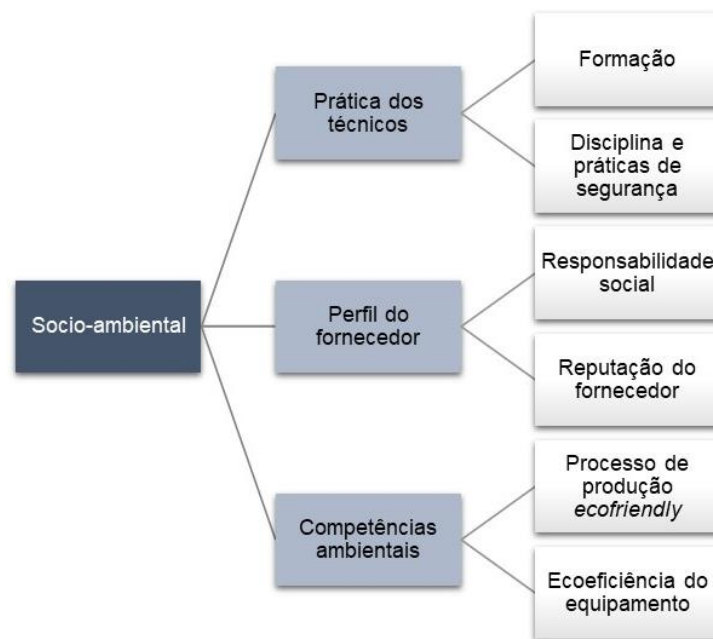 Socio-ambiental
Prática dos
técnicos
Formação
Disciplina e
práticas de
segurança
Perfil do
fornecedor
Responsabilidade
social
Reputação do
fornecedor
Competências
ambientais
Processo de
produção
ecofriendly
Ecoeficiência do
equipamento